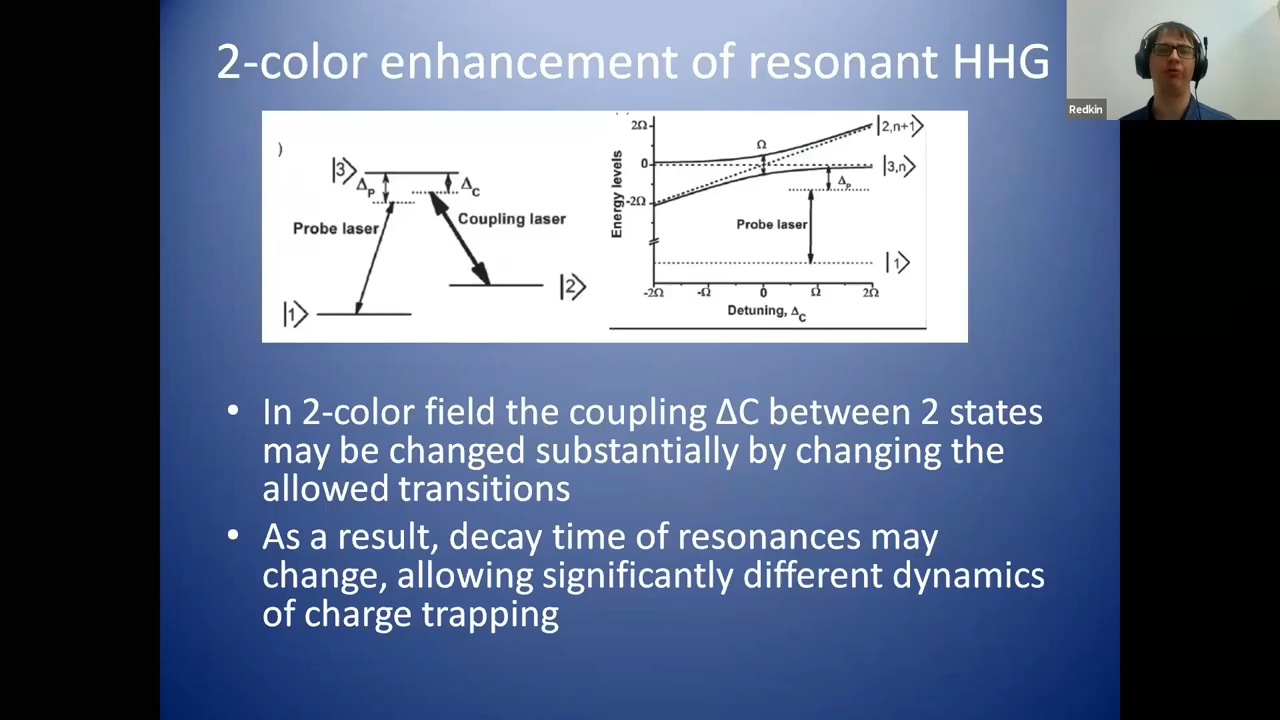 2-color enhancement of resonant HHG
Redkin
)
|3>
Δp
ΔC
Probe laser
Coupling laser
|2>
|1>
Energy levels
2Ω
0
-2Ω
Ω
|2,n+1>
|3,n>
Δp
Probe laser
|1>
-2Ω -Ω 0 Ω 2Ω
Detuning, ΔC
• In 2-color field the coupling ΔC between 2 states
may be changed substantially by changing the
allowed transitions
• As a result, decay time of resonances may
change, allowing significantly different dynamics
of charge trapping